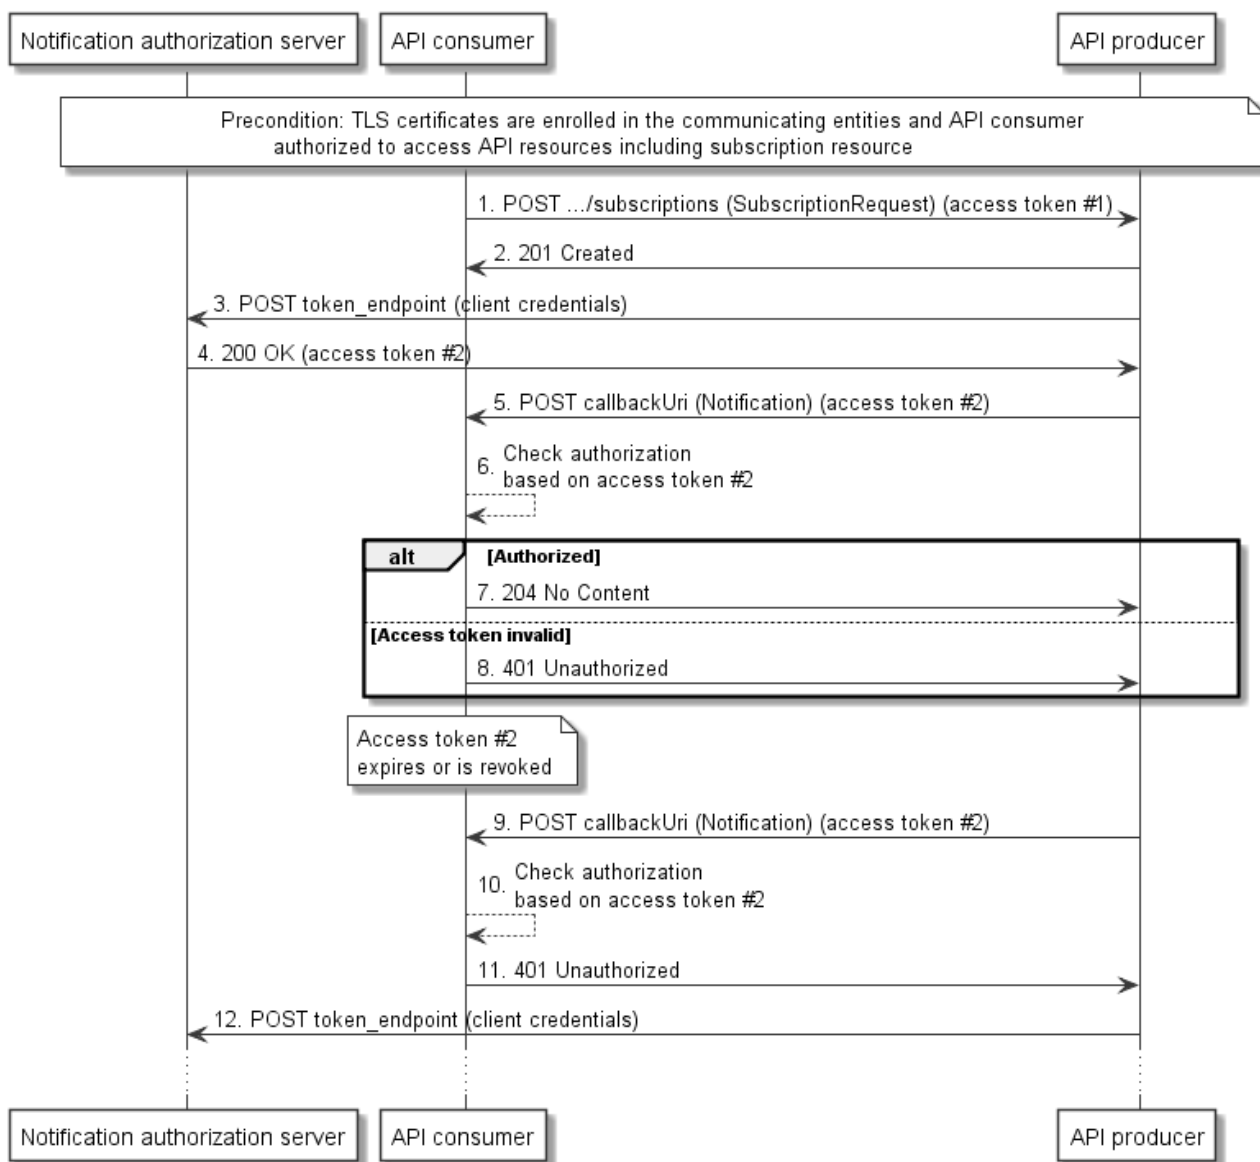 Notification authorization server
API consumer
API producer
Precondition: TLS certificates are enrolled in the communicating entities and API consumer
authorized to access API resources including subscription resource
1. POST .../subscriptions (SubscriptionRequest) (access token #1)
2. 201 Created
3. POST token_endpoint (client credentials)
4. 200 OK (access token #2)
5. POST callbackUri (Notification) (access token #2)
6. Check authorization
based on access token #2
alt [Authorized]
7. 204 No Content
[Access token invalid]
8. 401 Unauthorized
Access token #2
expires or is revoked
9. POST callbackUri (Notification) (access token #2)
10. Check authorization
based on access token #2
11. 401 Unauthorized
12. POST token_endpoint (client credentials)
Notification authorization server
API consumer
API producer